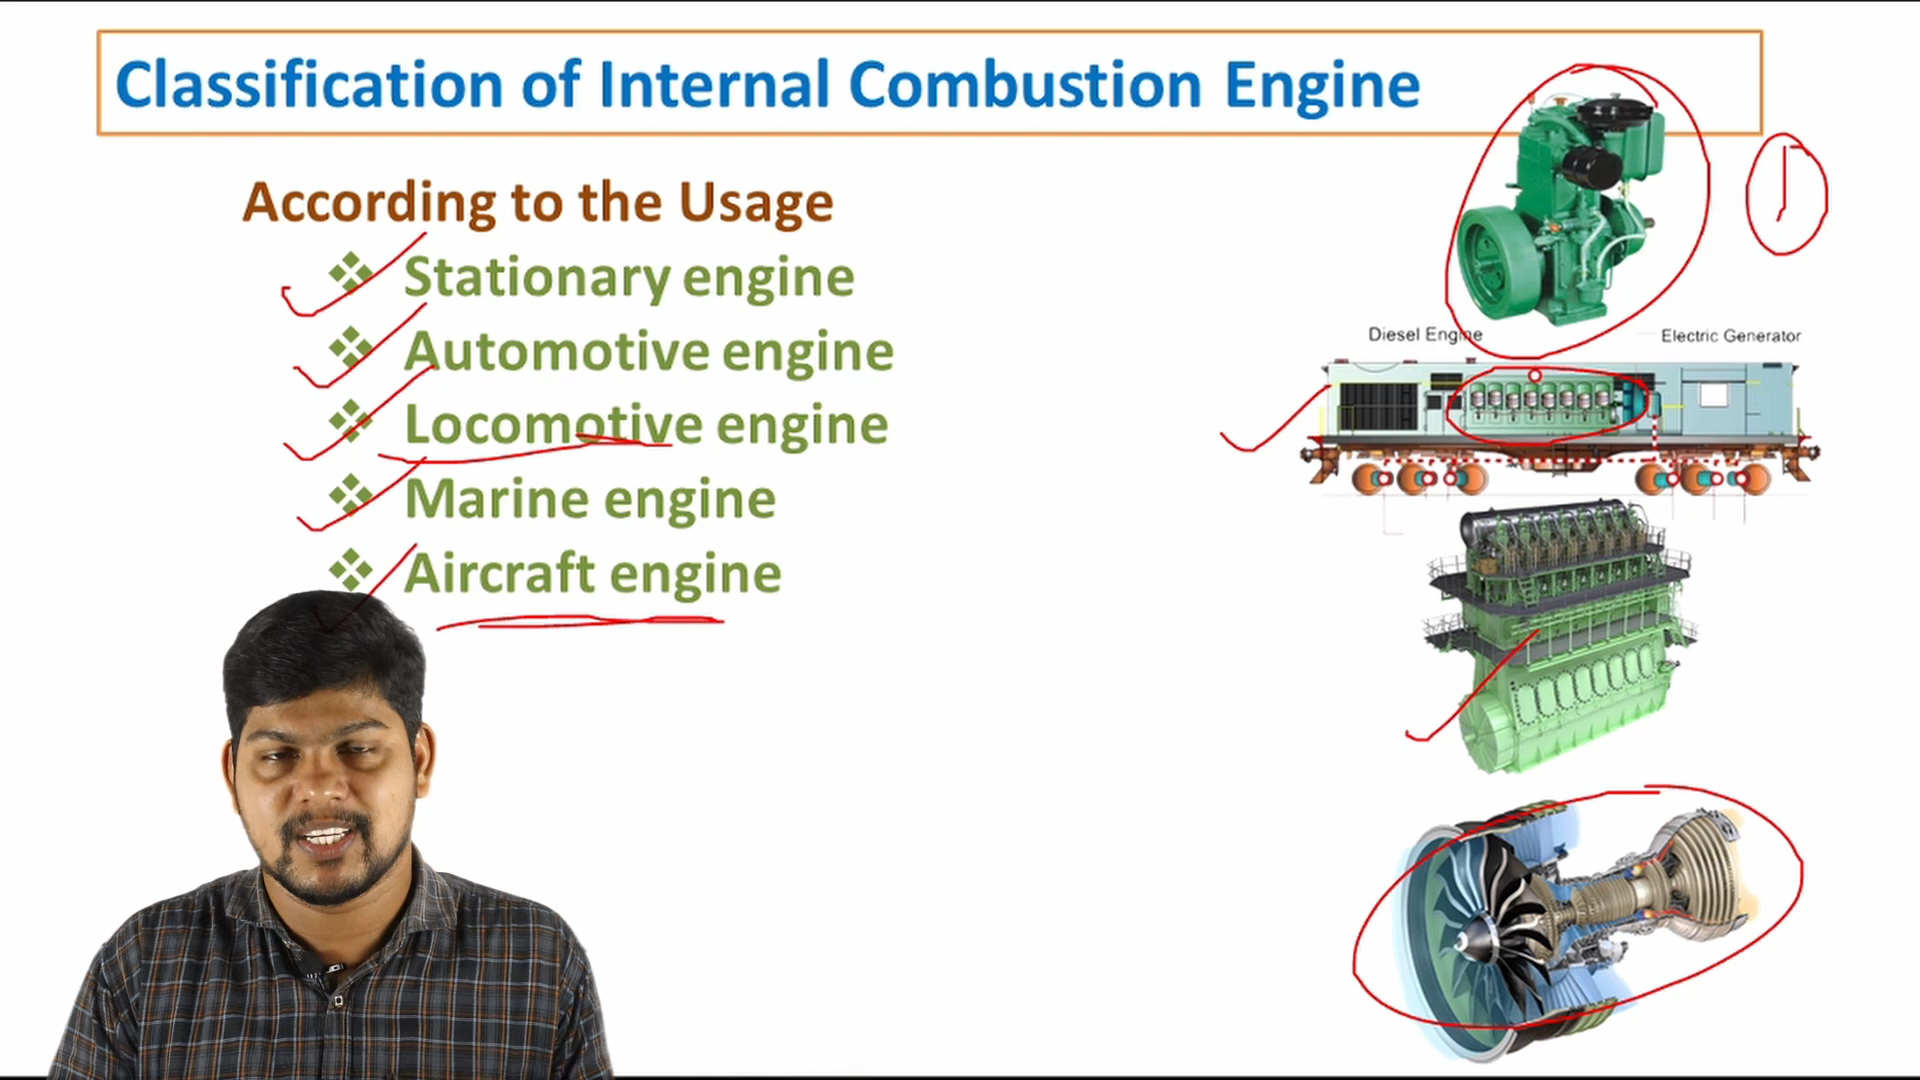 Classification of Internal Combustion Engine
According to the Usage
❖ Stationary engine
❖ Automotive engine
❖ Locomotive engine
❖ Marine engine
❖ Aircraft engine
Diesel Engine
Electric Generator